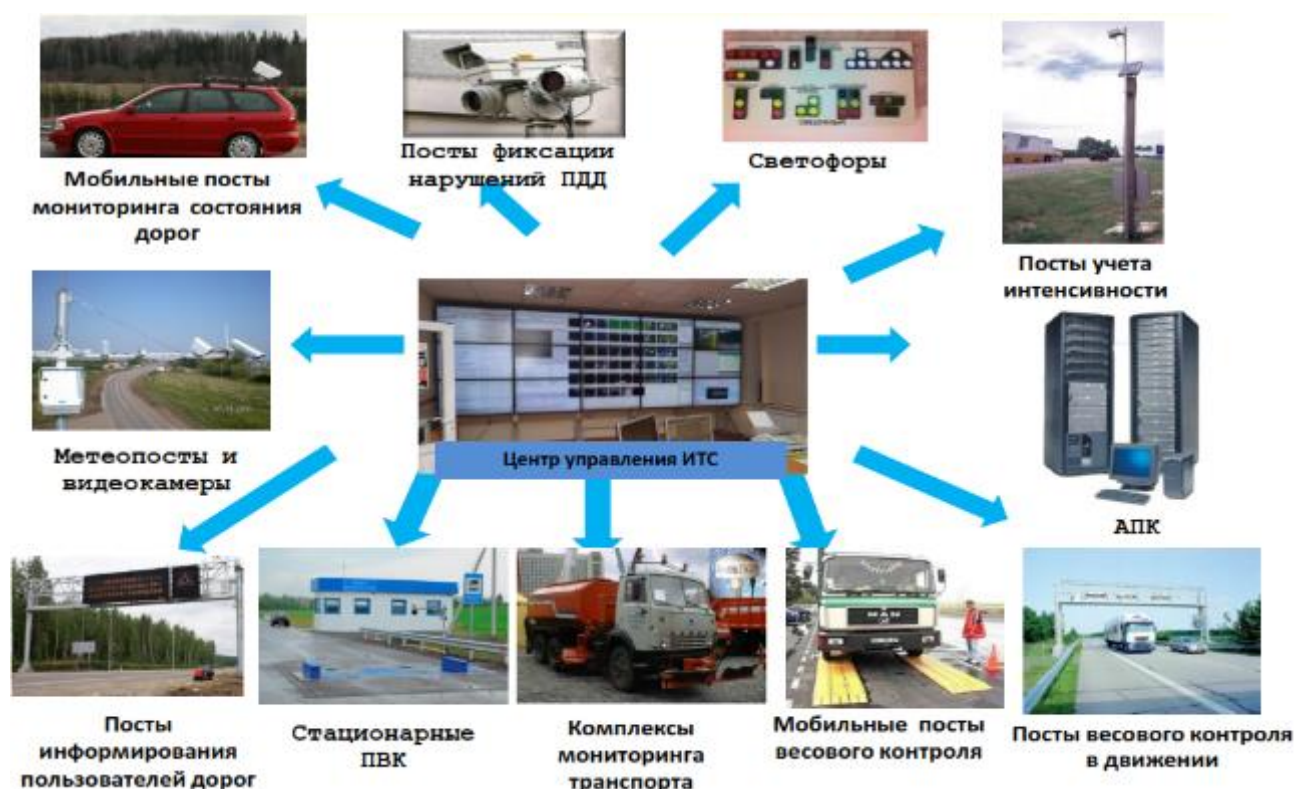 Посты фиксации
нарушений ПДД
Светофоры
Мобильные посты
мониторинга состояния
дорог
Посты учета
интенсивности
Метеопосты и
видеокамеры
Центр управления ИТС
АПК
MAN
Посты
информирования
пользователей дорог
Стационарные
ПВК
Комплексы
мониторинга
транспорта
Мобильные посты
весового контроля
Посты весового контроля
в движении